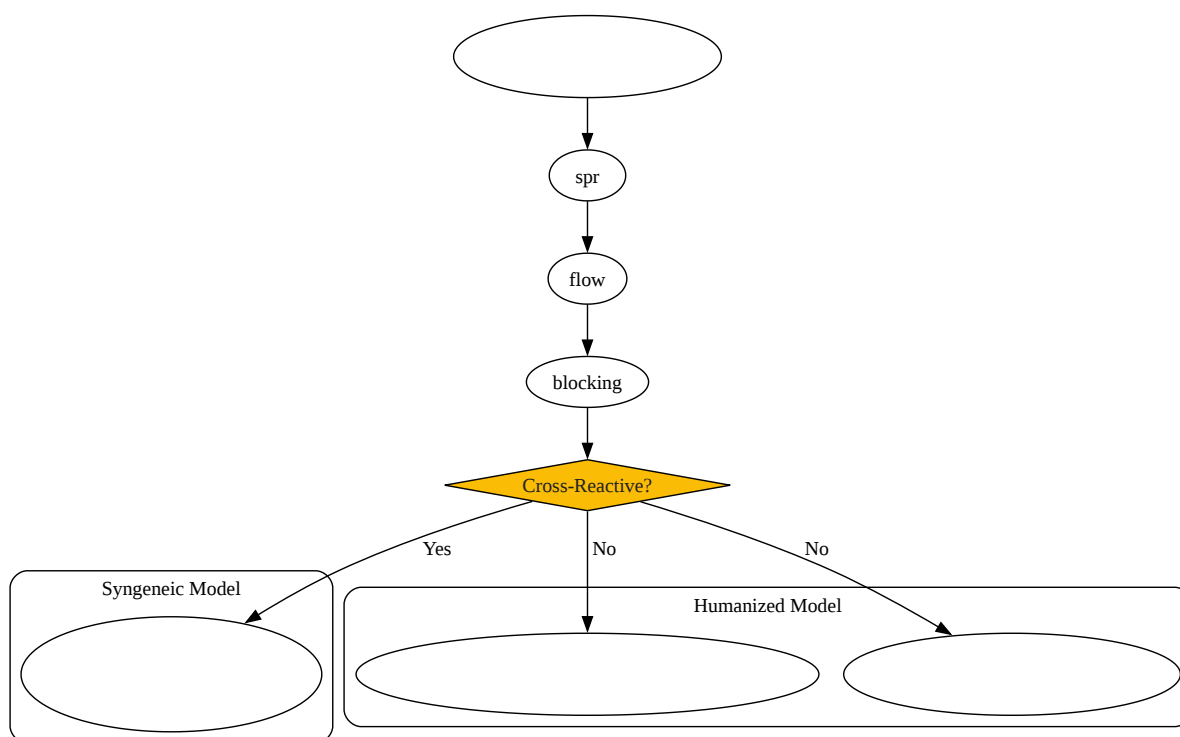 spr
flow
blocking
Cross-Reactive?
Yes
No
No
Syngeneic Model
Humanized Model